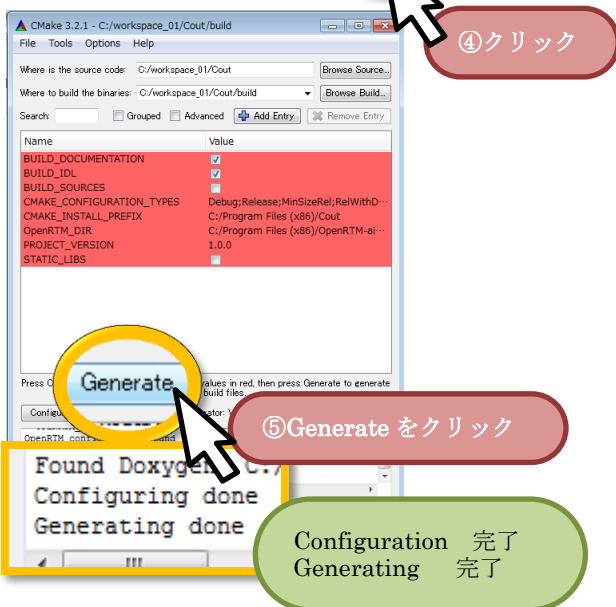 CMake 3.2.1 - C:/workspace_01/Cout/build
④クリック
File Tools Options Help
Where is the source code: C:/workspace_01/Cout Browse Source...
Where to build the binaries: C:/workspace_01/Cout/build Browse Build...
Search: Grouped Advanced Add Entry Remove Entry
Name Value
BUILD_DOCUMENTATION
BUILD_IDL
BUILD_SOURCES
CMAKE_CONFIGURATION_TYPES Debug;Release;MinSizeRel;RelWithD…
CMAKE_INSTALL_PREFIX C:/Program Files (x86)/Cout
OpenRTM_DIR C:/Program Files (x86)/OpenRTM-ai…
PROJECT_VERSION 1.0.0
STATIC_LIBS
Press values in red, then press Generate to generate
Generate
build files.
⑤Generate をクリック
Found Doxygen
Configuring done
Generating done
Configuration 完了
Generating 完了